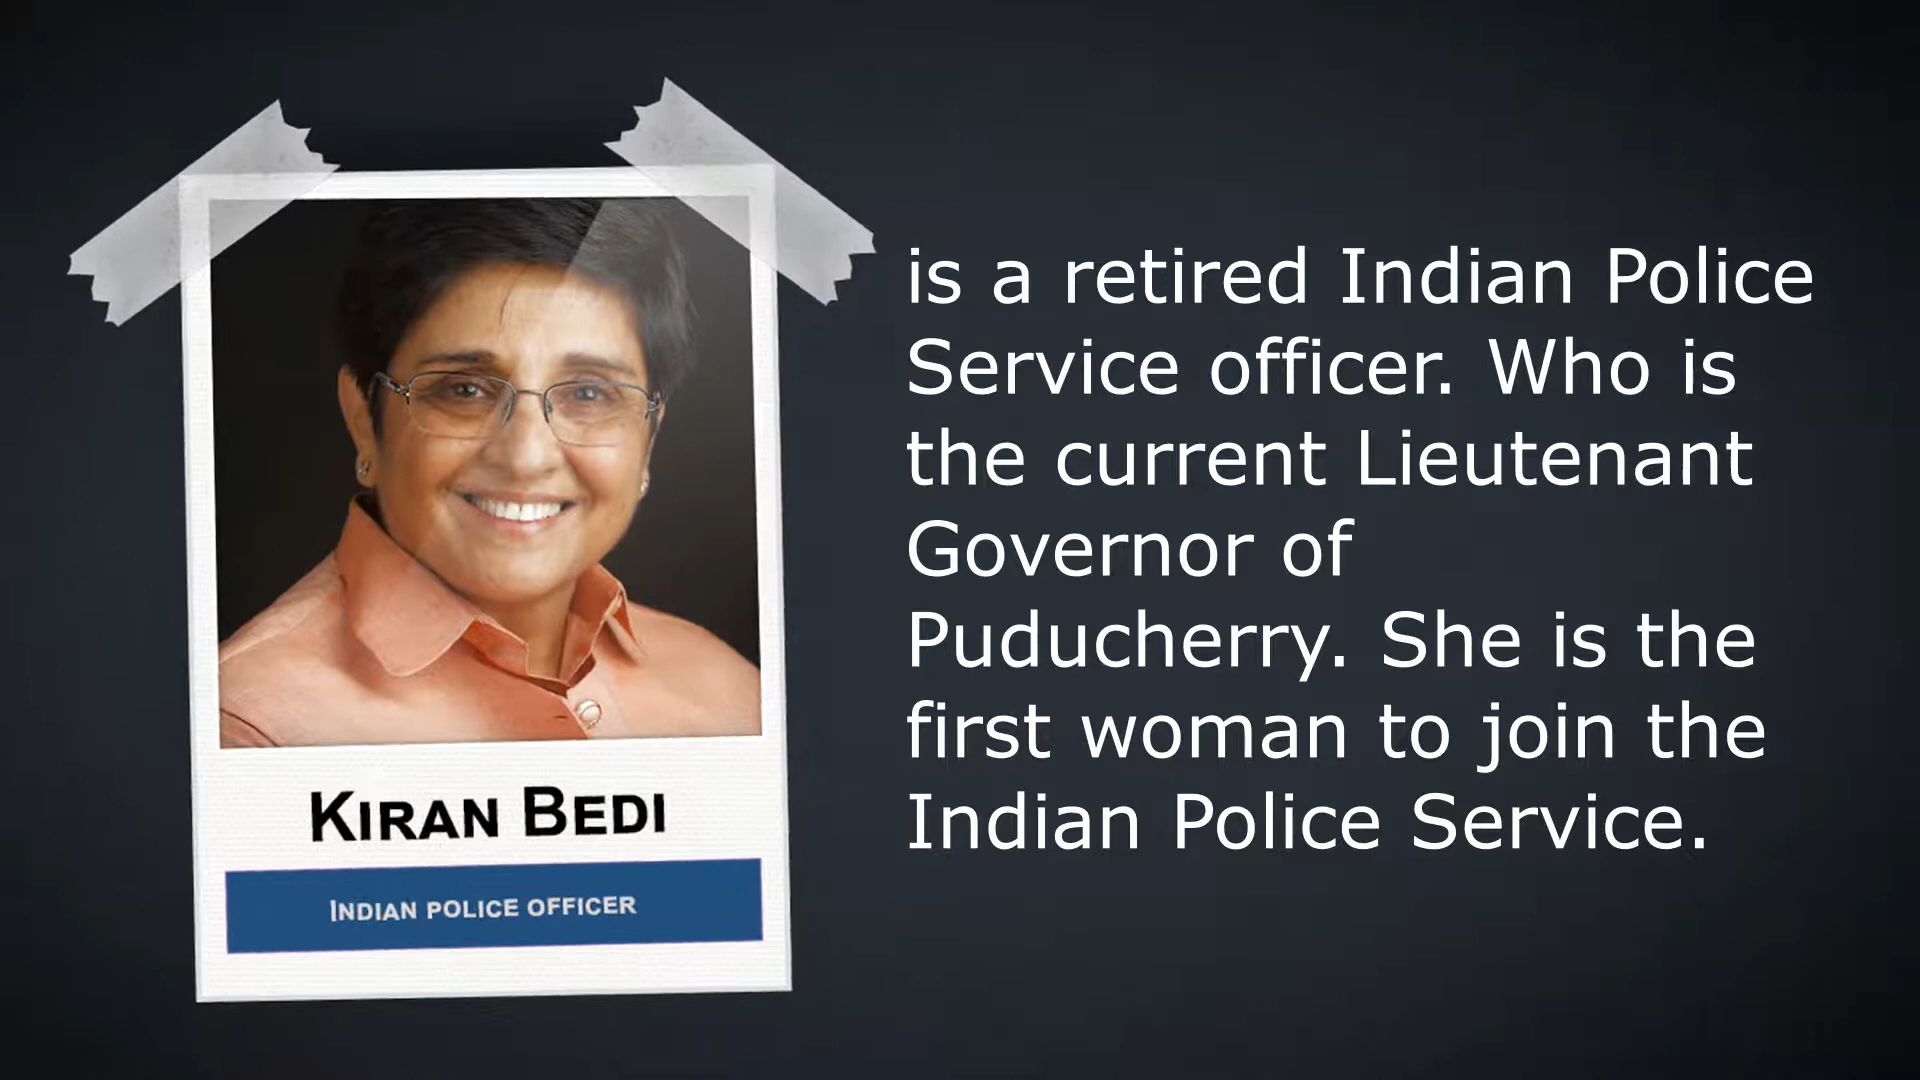 is a retired Indian Police
Service officer. Who is
the current Lieutenant
Governor of
Puducherry. She is the
first woman to join the
Indian Police Service.
KIRAN BEDI
INDIAN POLICE OFFICER